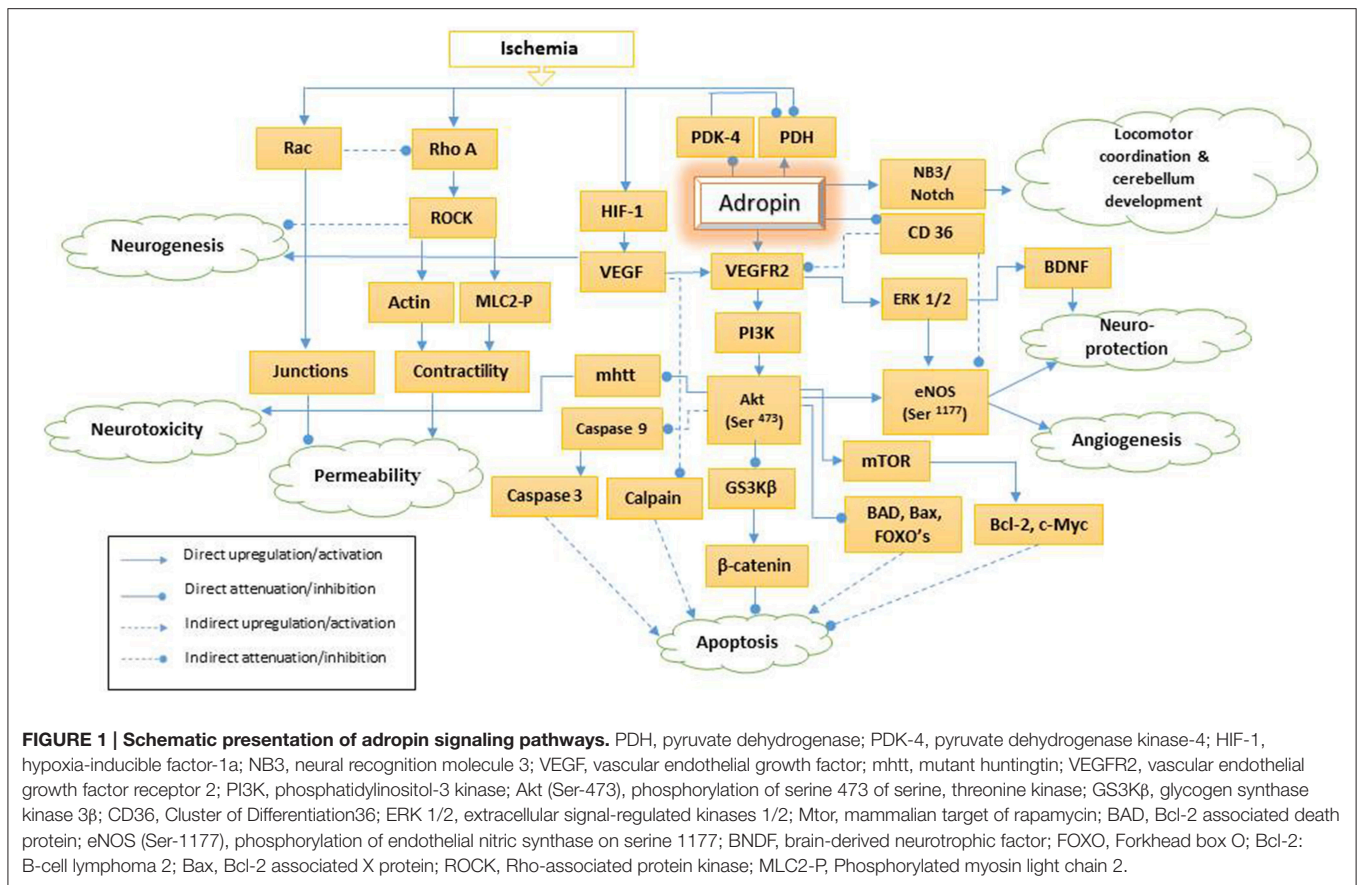 Ischemia
PDK-4
PDH
Rac
Rho A
Locomotor
coordination &
cerebellum
development
NB3/
Notch
Adropin
HIF-1
ROCK
CD 36
Neurogenesis
VEGF
VEGFR2
BDNF
ERK 1/2
Actin
MLC2-P
PI3K
Neuro-
protection
Junctions
Contractility
mhtt
Akt
(Ser 473)
eNOS
(Ser 1177)
Neurotoxicity
Caspase 9
Angiogenesis
mTOR
Permeability
Caspase 3
Calpain
GS3Kβ
BAD, Bax,
FOXO's
Bcl-2, c-Myc
β-catenin
Apoptosis
Direct upregulation/activation
Direct attenuation/inhibition
Indirect upregulation/activation
Indirect attenuation/inhibition
FIGURE 1 | Schematic presentation of adropin signaling pathways. PDH, pyruvate dehydrogenase; PDK-4, pyruvate dehydrogenase kinase-4; HIF-1,
hypoxia-inducible factor-1a; NB3, neural recognition molecule 3; VEGF, vascular endothelial growth factor; mhtt, mutant huntingtin; VEGFR2, vascular endothelial
growth factor receptor 2; PI3K, phosphatidylinositol-3 kinase; Akt (Ser-473), phosphorylation of serine 473 of serine, threonine kinase; GS3Kβ, glycogen synthase
kinase 3β; CD36, Cluster of Differentiation36; ERK 1/2, extracellular signal-regulated kinases 1/2; Mtor, mammalian target of rapamycin; BAD, Bcl-2 associated death
protein; eNOS (Ser-1177), phosphorylation of endothelial nitric synthase on serine 1177; BNDF, brain-derived neurotrophic factor; FOXO, Forkhead box O; Bcl-2:
B-cell lymphoma 2; Bax, Bcl-2 associated X protein; ROCK, Rho-associated protein kinase; MLC2-P, Phosphorylated myosin light chain 2.